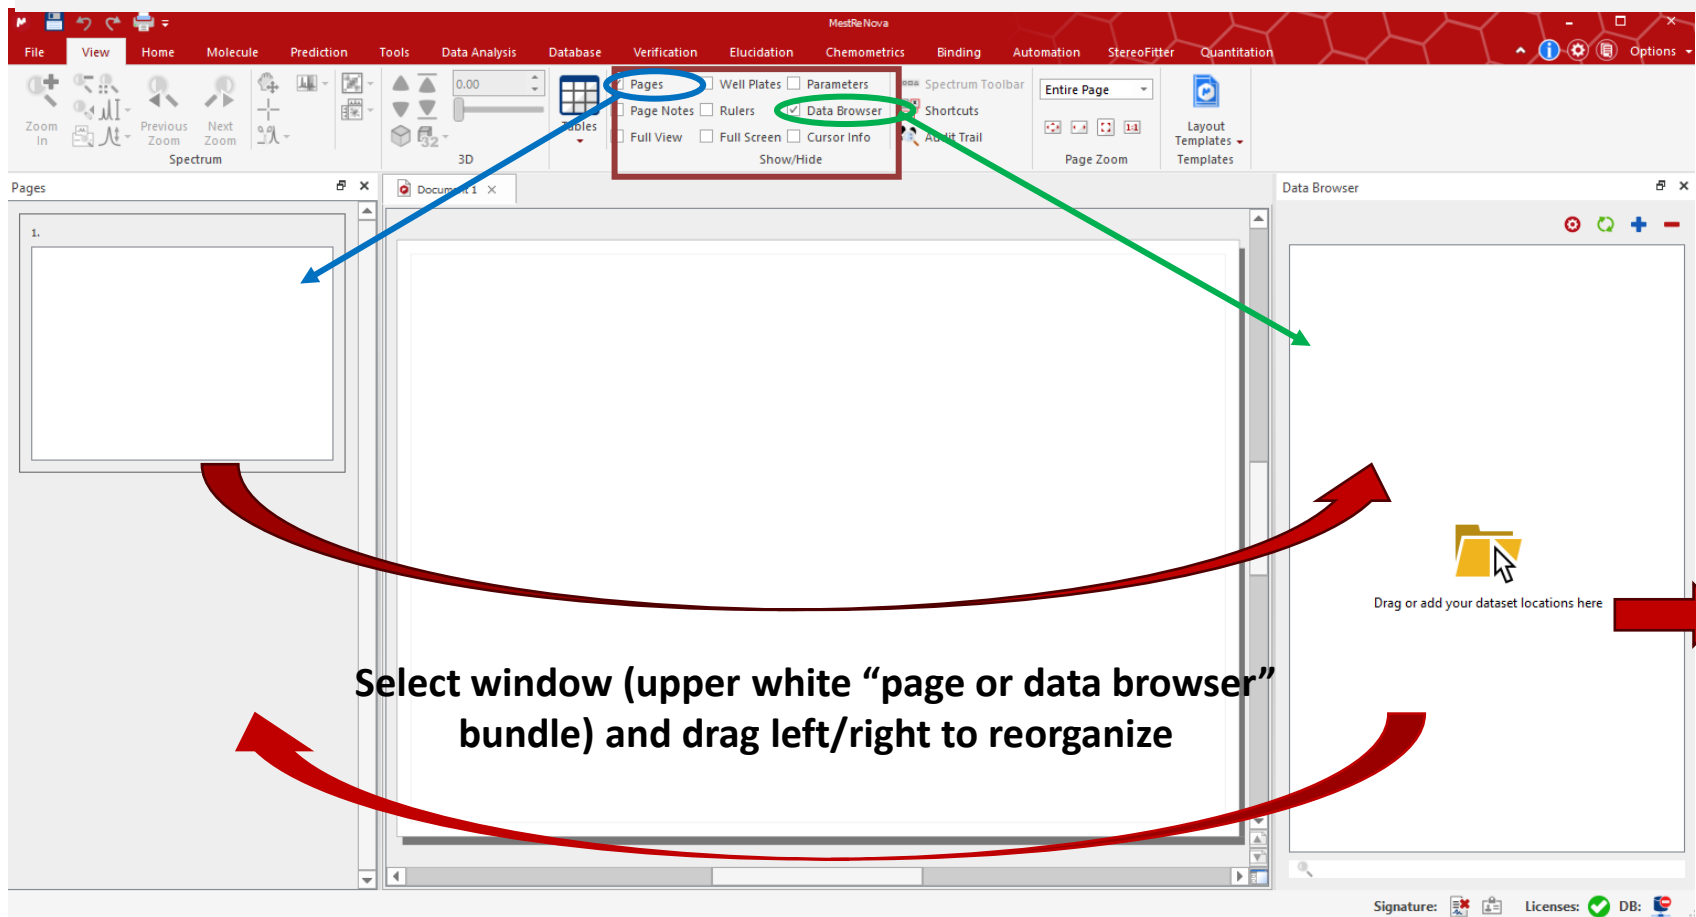 MestReNova
File View Home Molecule Prediction Tools Data Analysis Database Verification Elucidation Chemometrics Binding Automation StereoFitter Quantitation Options
Zoom In
Previous Zoom
Next Zoom
Spectrum
0.00
32
3D
Tables
Pages Well Plates Parameters
Page Notes Rulers Data Browser
Full View Full Screen Cursor Info
Show/Hide
Spectrum Toolbar
Shortcuts
Audit Trail
Entire Page
1:1
Page Zoom
Layout
Templates
Templates
Pages
Document 1
Data Browser
1.
Drag or add your dataset locations here
Select window (upper white “page or data browser”
bundle) and drag left/right to reorganize
Signature: Licenses: DB: